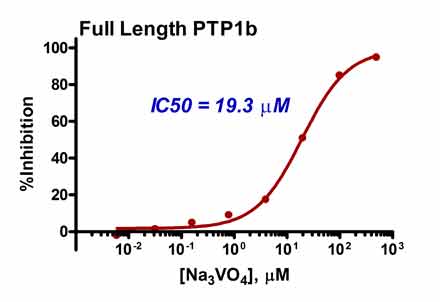 Full Length PTP1b
100
80
60
40
20
0
%Inhibition
IC50 = 19.3 μM
10⁻² 10⁻¹ 10⁰ 10¹ 10² 10³
[Na₃VO₄], μM